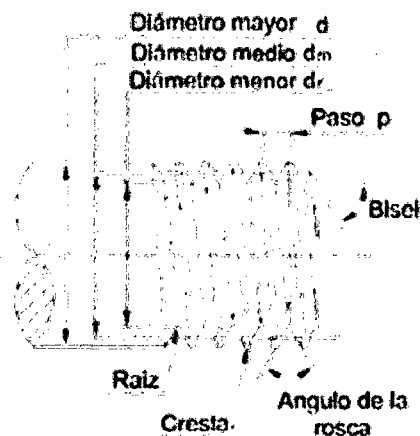 Diámetro mayor d
Diámetro medio dm
Diámetro menor dr
Paso p
Bisel
Raiz
Cresta
Angulo de la
rosca